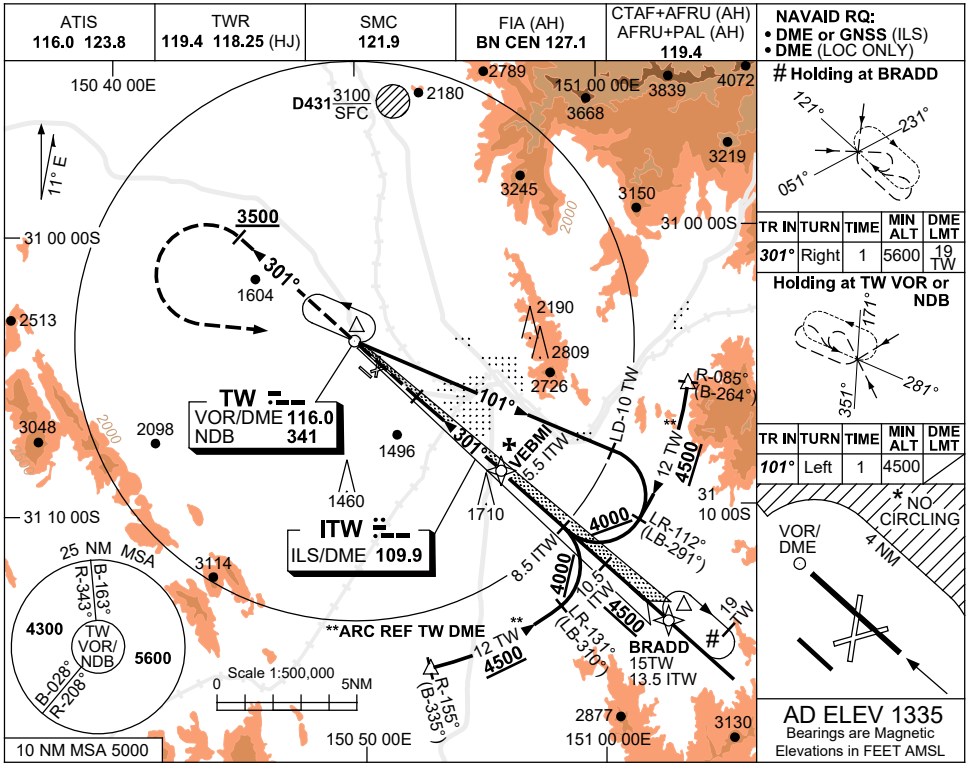 ATIS
116.0 123.8
TWR
119.4 118.25 (HJ)
SMC
121.9
FIA (AH)
BN CEN 127.1
CTAF+AFRU (AH)
AFRU+PAL (AH)
119.4
NAVAID RQ:
• DME or GNSS (ILS)
• DME (LOC ONLY)
150 40 00E
D431 3100
SFC
2180
2789
151 00 00E
3668
3839
4072
3219
3245
3150
2000
31 00 00S
11° E
31 00 00S
3500
301°
1604
2513
2190
2809
2726
101°
LD-10 TW
R-085°
(B-264°)
**
12 TW
4500
TW
VOR/DME 116.0
NDB 341
301°
VEBMI
5.5 ITW
3048
2000
2098
1496
1460
1710
31
10 00S
31 10 00S
ITW
ILS/DME 109.9
4000
LR-112°
(LB-291°)
8.5 ITW
4000
10.5
ITW
4500
LR-131°
(LB-310°)
19
TW
#
BRADD
15TW
13.5 ITW
3114
**ARC REF TW DME
**
12 TW
4500
R-155°
(B-335°)
25 NM MSA
B-163°
R-343°
4300
TW
VOR/
NDB
5600
B-028°
R-208°
Scale 1:500,000
0 5NM
2877
3130
10 NM MSA 5000
150 50 00E
151 00 00E
# Holding at BRADD
121°
231°
051°
TR IN TURN TIME MIN ALT DME LMT
301° Right 1 5600 19 TW
Holding at TW VOR or
NDB
171°
281°
351°
TR IN TURN TIME MIN ALT DME LMT
101° Left 1 4500
* NO
CIRCLING
4 NM
VOR/
DME
AD ELEV 1335
Bearings are Magnetic
Elevations in FEET AMSL